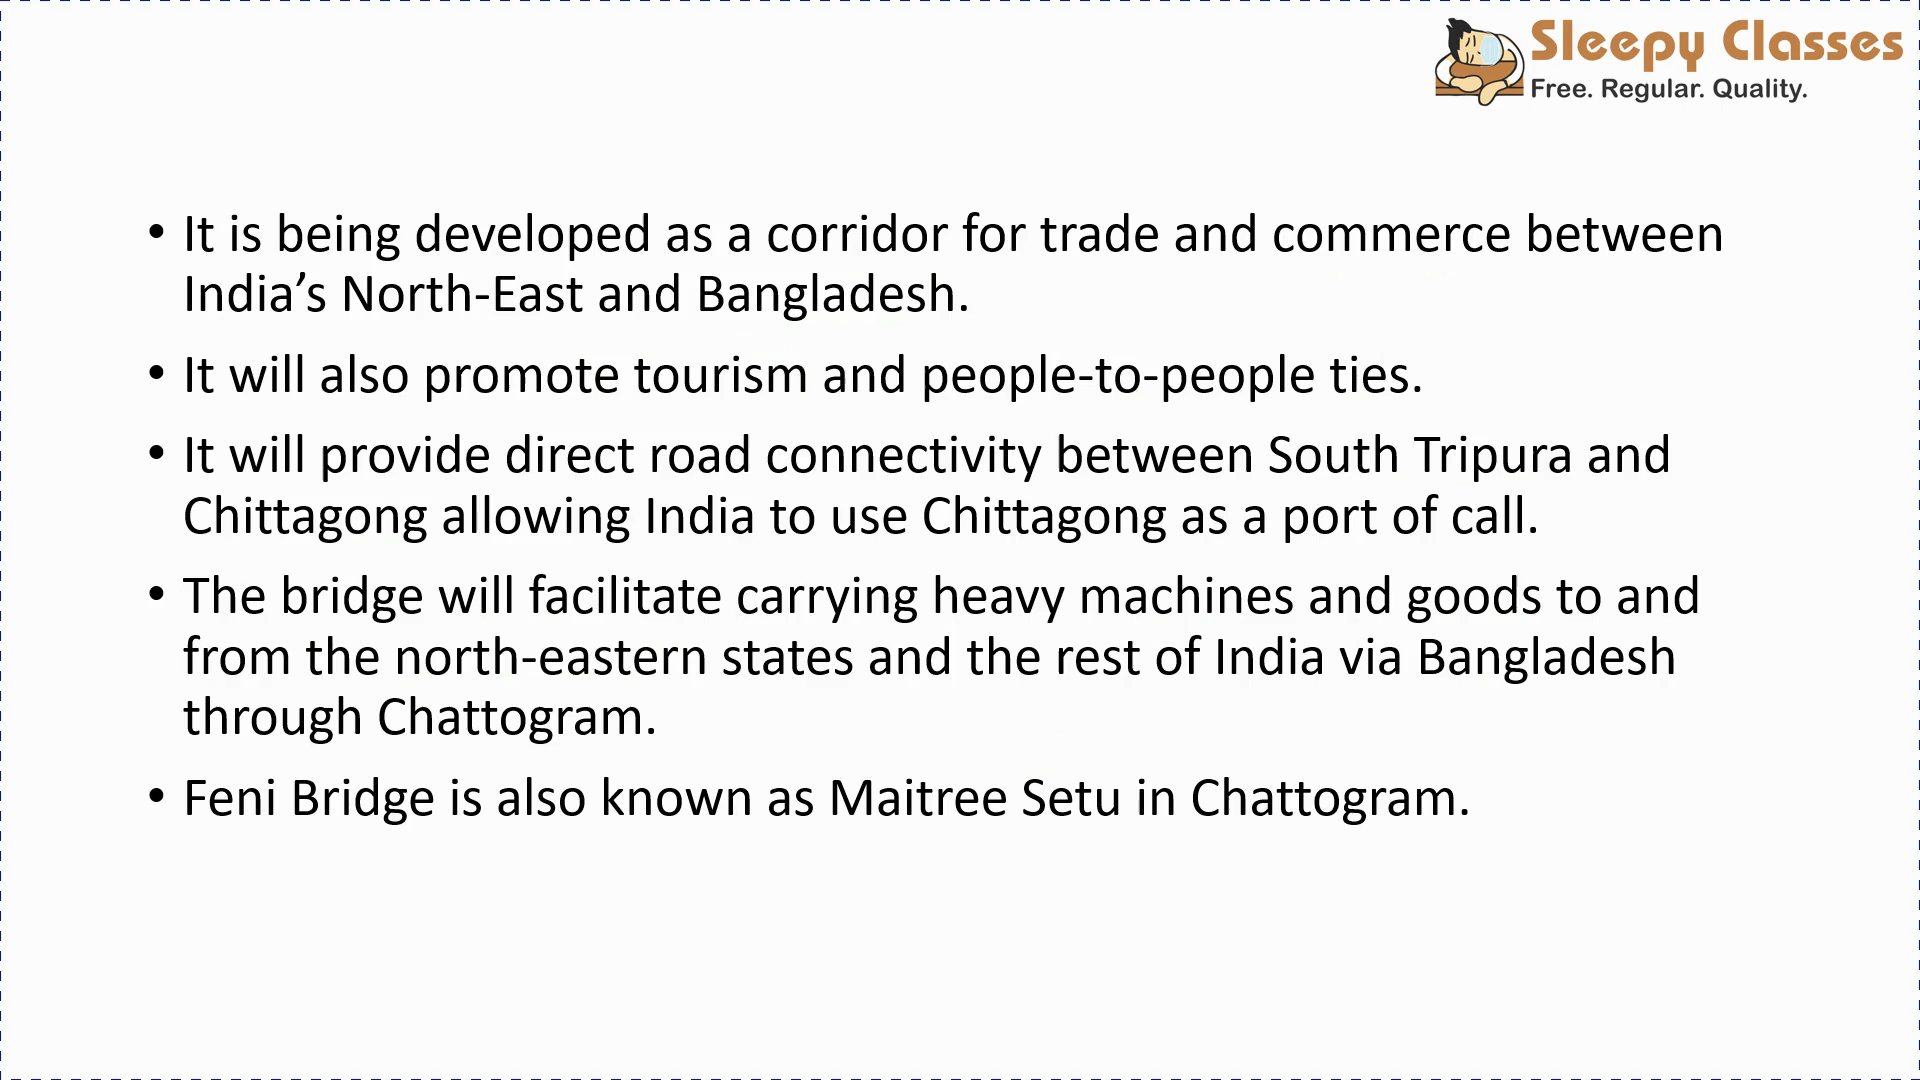 Sleepy Classes
Free. Regular. Quality.
• It is being developed as a corridor for trade and commerce between
India’s North-East and Bangladesh.
• It will also promote tourism and people-to-people ties.
• It will provide direct road connectivity between South Tripura and
Chittagong allowing India to use Chittagong as a port of call.
• The bridge will facilitate carrying heavy machines and goods to and
from the north-eastern states and the rest of India via Bangladesh
through Chattogram.
• Feni Bridge is also known as Maitree Setu in Chattogram.